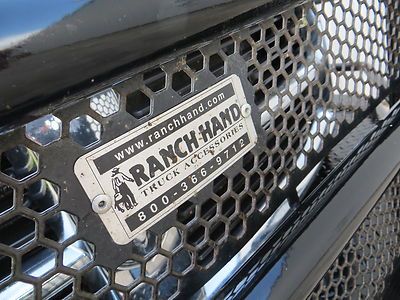 www.ranchhand.com
RANCH-HAND
TRUCK ACCESSORIES
800-366-9712